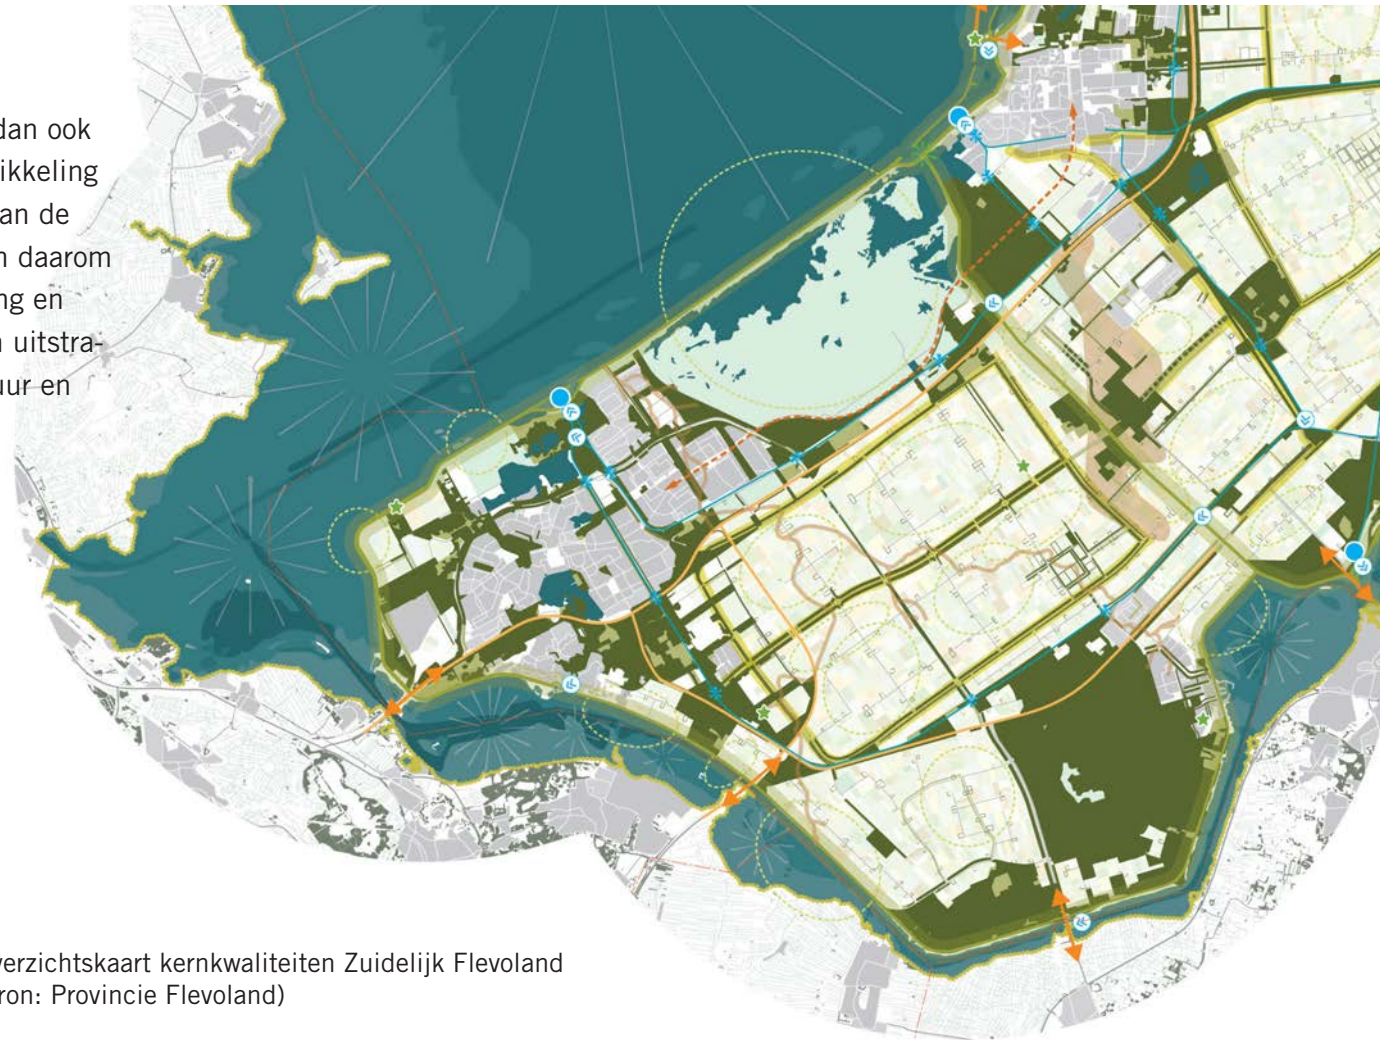 dan ook
ikkeling
an de
n daarom
ng en
n uitstra-
uur en
verzichtskaart kernkwaliteiten Zuidelijk Flevoland
ron: Provincie Flevoland)